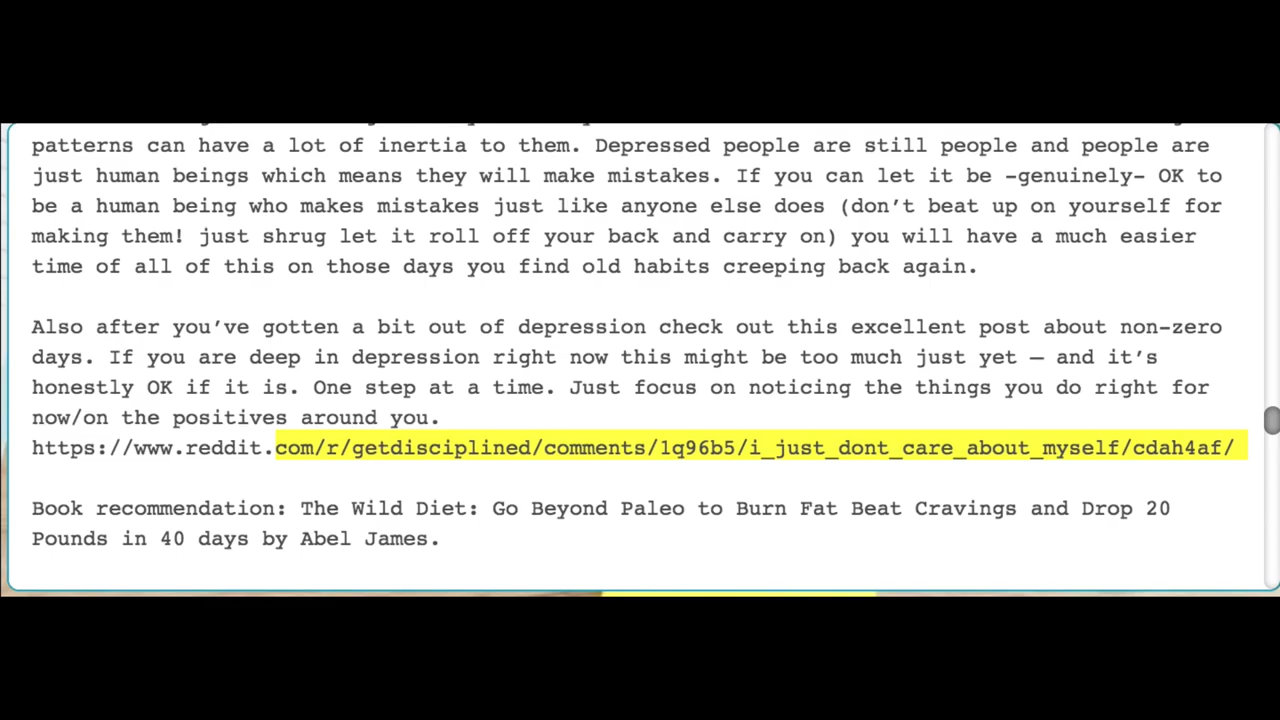 patterns can have a lot of inertia to them. Depressed people are still people and people are
just human beings which means they will make mistakes. If you can let it be -genuinely- OK to
be a human being who makes mistakes just like anyone else does (don’t beat up on yourself for
making them! just shrug let it roll off your back and carry on) you will have a much easier
time of all of this on those days you find old habits creeping back again.
Also after you’ve gotten a bit out of depression check out this excellent post about non-zero
days. If you are deep in depression right now this might be too much just yet – and it’s
honestly OK if it is. One step at a time. Just focus on noticing the things you do right for
now/on the positives around you.
https://www.reddit.com/r/getdisciplined/comments/1q96b5/i_just_dont_care_about_myself/cdah4af/
Book recommendation: The Wild Diet: Go Beyond Paleo to Burn Fat Beat Cravings and Drop 20
Pounds in 40 days by Abel James.